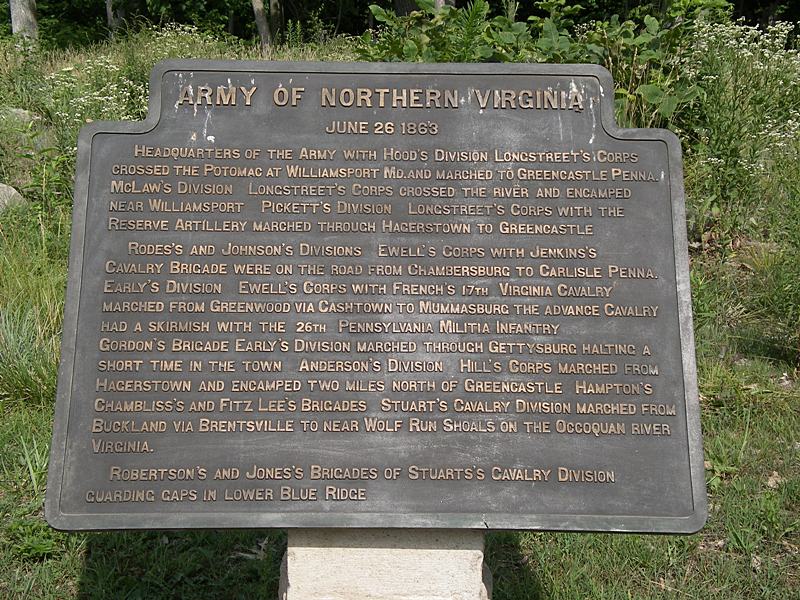 ARMY OF NORTHERN VIRGINIA
JUNE 26 1863
HEADQUARTERS OF THE ARMY WITH HOOD'S DIVISION LONGSTREET'S CORPS
CROSSED THE POTOMAC AT WILLIAMSPORT MD. AND MARCHED TO GREENCASTLE PENNA.
MCLAW'S DIVISION LONGSTREET'S CORPS CROSSED THE RIVER AND ENCAMPED
NEAR WILLIAMSPORT PICKETT'S DIVISION LONGSTREET'S CORPS WITH THE
RESERVE ARTILLERY MARCHED THROUGH HAGERSTOWN TO GREENCASTLE
RODES'S AND JOHNSON'S DIVISIONS EWELL'S CORPS WITH JENKINS'S
CAVALRY BRIGADE WERE ON THE ROAD FROM CHAMBERSBURG TO CARLISLE PENNA.
EARLY'S DIVISION EWELL'S CORPS WITH FRENCH'S 17TH VIRGINIA CAVALRY
MARCHED FROM GREENWOOD VIA CASHTOWN TO MUMMASBURG THE ADVANCE CAVALRY
HAD A SKIRMISH WITH THE 26TH PENNSYLVANIA MILITIA INFANTRY
GORDON'S BRIGADE EARLY'S DIVISION MARCHED THROUGH GETTYSBURG HALTING A
SHORT TIME IN THE TOWN ANDERSON'S DIVISION HILL'S CORPS MARCHED FROM
HAGERSTOWN AND ENCAMPED TWO MILES NORTH OF GREENCASTLE HAMPTON'S
CHAMBLISS'S AND FITZ LEE'S BRIGADES STUART'S CAVALRY DIVISION MARCHED FROM
BUCKLAND VIA BRENTSVILLE TO NEAR WOLF RUN SHOALS ON THE OCCOQUAN RIVER
VIRGINIA.
ROBERTSON'S AND JONES'S BRIGADES OF STUARTS'S CAVALRY DIVISION
GUARDING GAPS IN LOWER BLUE RIDGE